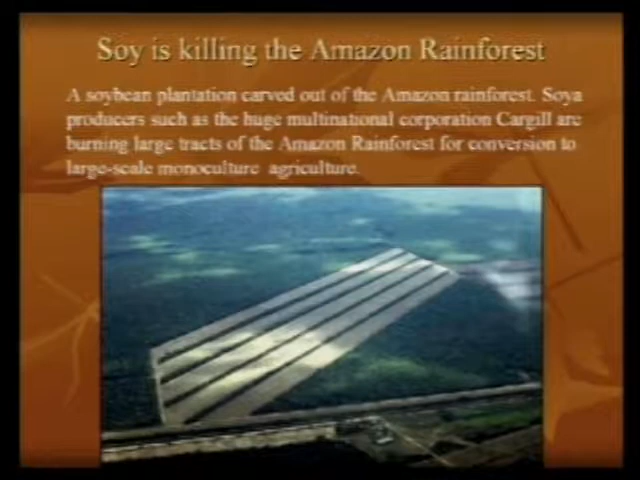 Soy is killing the Amazon Rainforest
A soybean plantation carved out of the Amazon rainforest. Soya
producers such as the huge multinational corporation Cargill are
burning large tracts of the Amazon Rainforest for conversion to
large-scale monoculture agriculture.